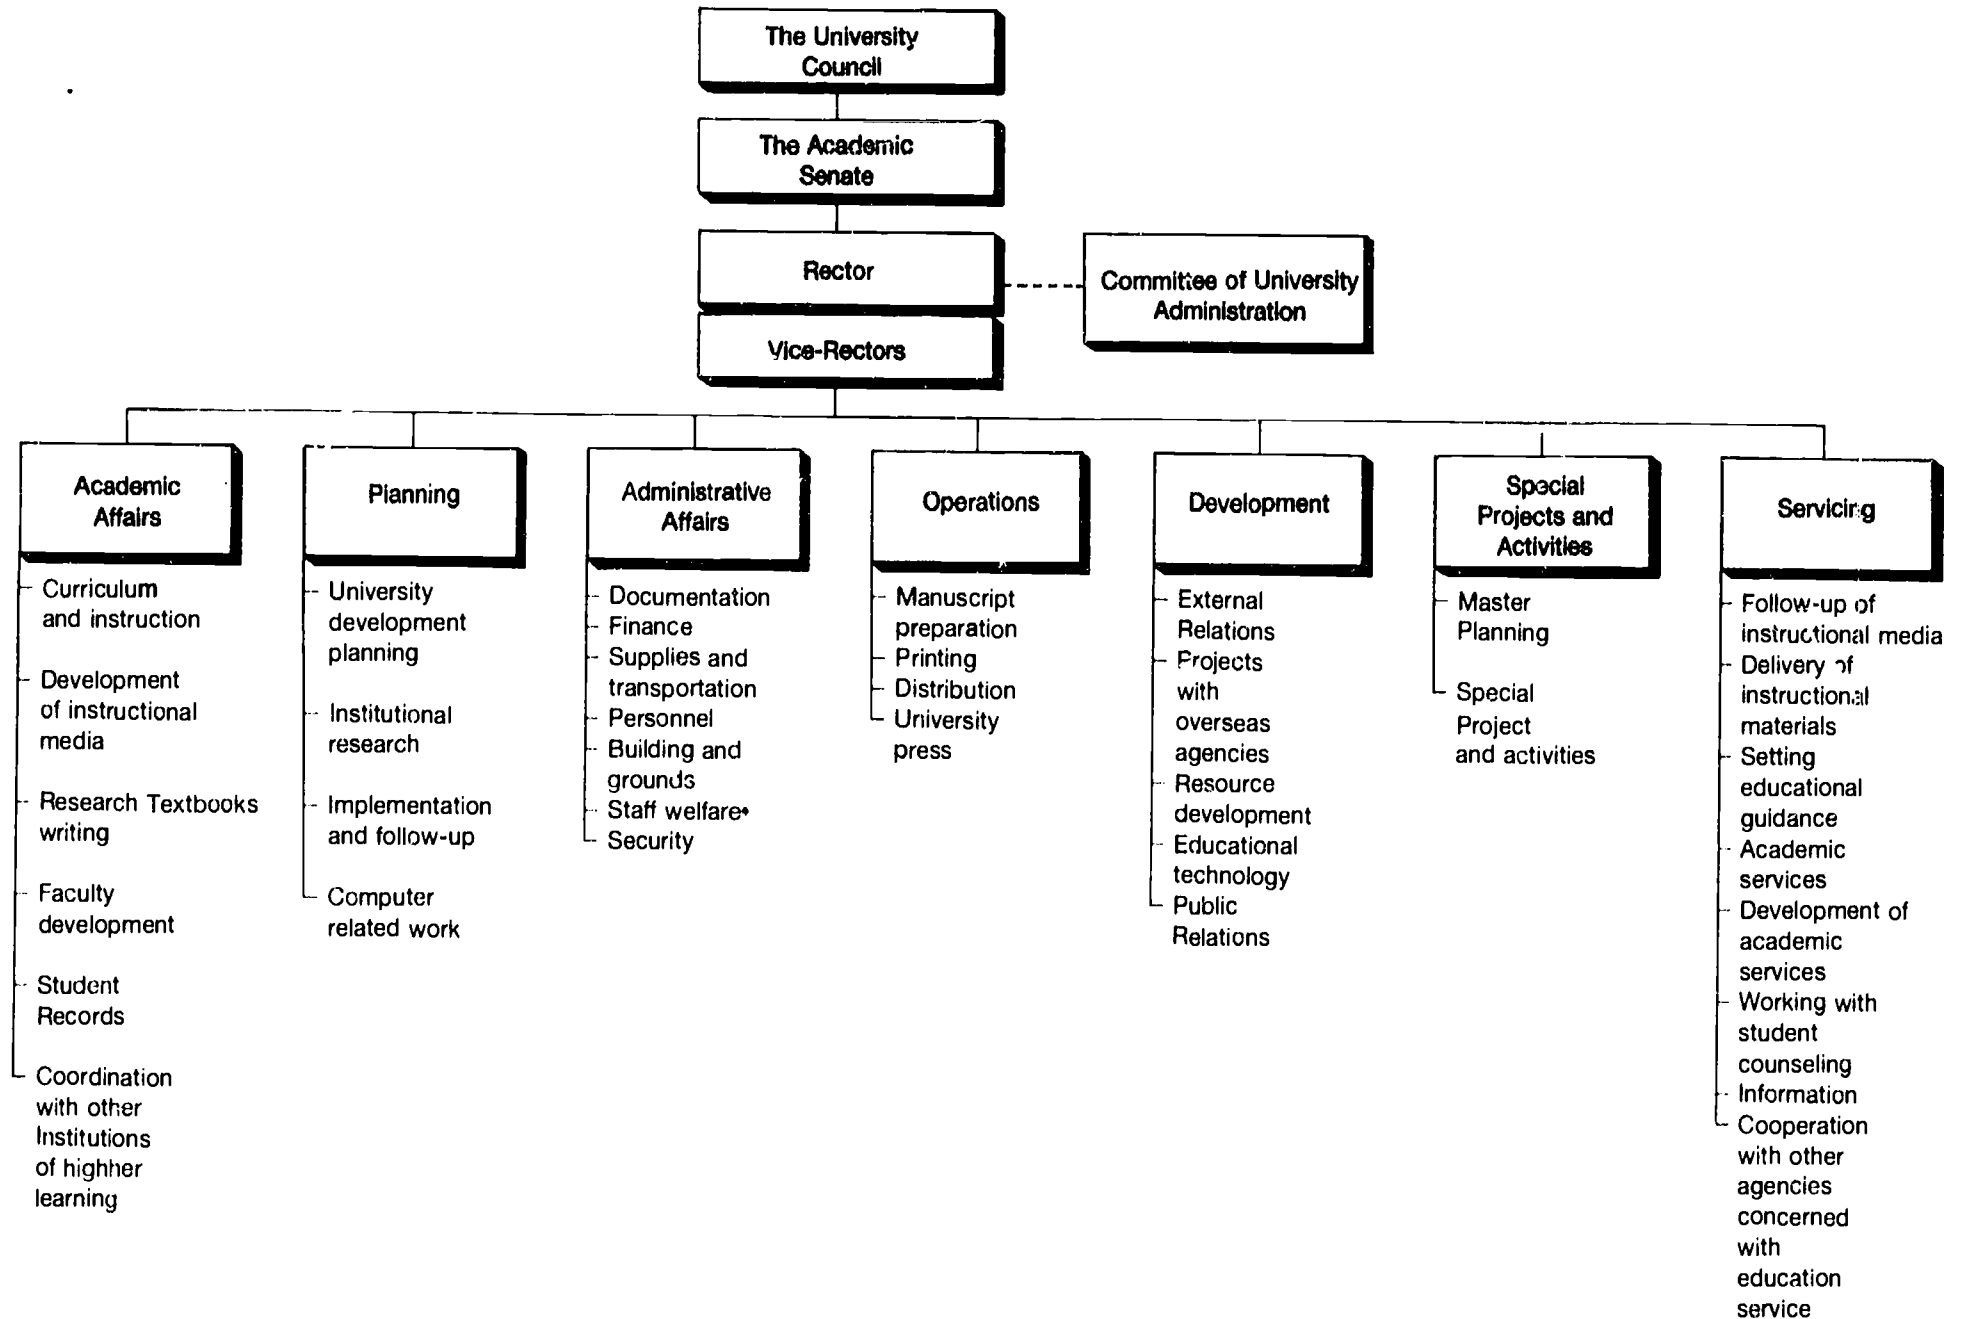 The University
Council
The Academic
Senate
Rector
Committee of University
Administration
Vice-Rectors
Academic
Affairs
Planning
Administrative
Affairs
Operations
Development
Special
Projects and
Activities
Servicing
Curriculum
and instruction
Development
of instructional
media
Research Textbooks
writing
Faculty
development
Student
Records
Coordination
with other
Institutions
of highher
learning
University
development
planning
Institutional
research
Implementation
and follow-up
Computer
related work
Documentation
Finance
Supplies and
transportation
Personnel
Building and
grounds
Staff welfare
Security
Manuscript
preparation
Printing
Distribution
University
press
External
Relations
Projects
with
overseas
agencies
Resource
development
Educational
technology
Public
Relations
Master
Planning
Special
Project
and activities
Follow-up of
instructional media
Delivery of
instructional
materials
Setting
educational
guidance
Academic
services
Development of
academic
services
Working with
student
counseling
Information
Cooperation
with other
agencies
concerned
with
education
service